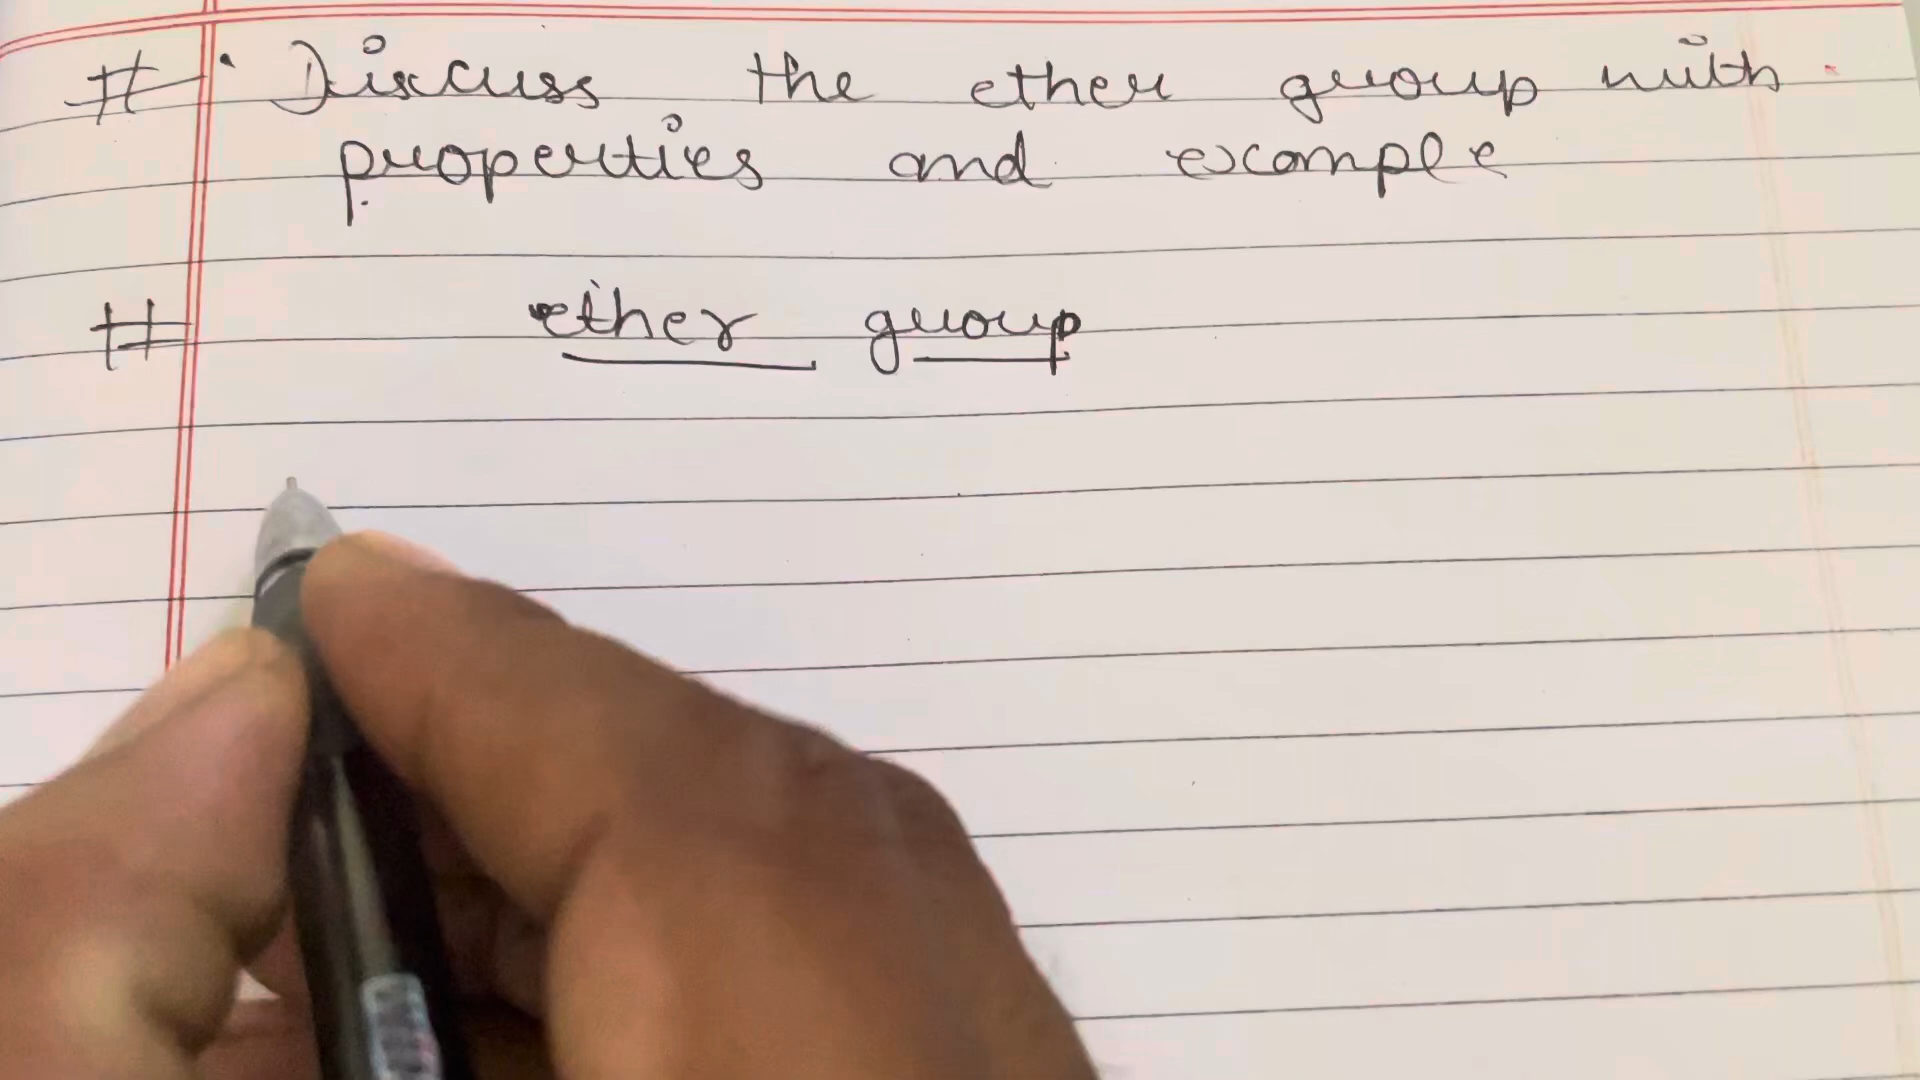 # Discuss the ether group with
properties and example
# ether group